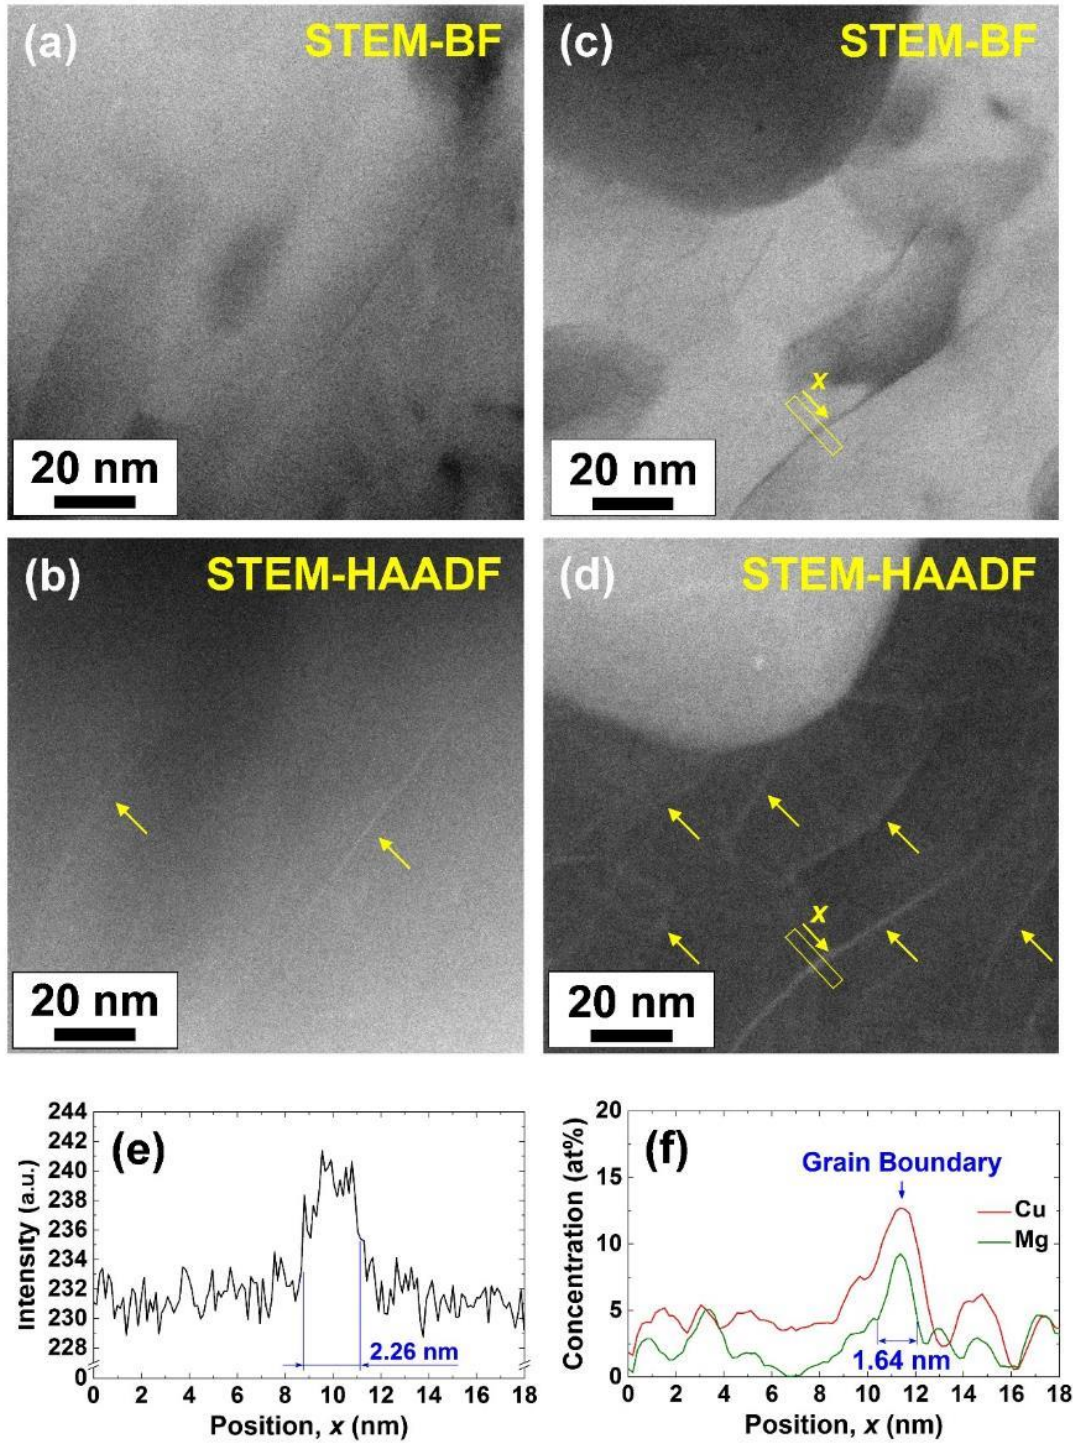 (a) STEM-BF
20 nm
(c) STEM-BF
x
20 nm
(b) STEM-HAADF
20 nm
(d) STEM-HAADF
x
20 nm
(e)
Intensity (a.u.)
244
242
240
238
236
234
232
230
228
0
2.26 nm
0 2 4 6 8 10 12 14 16 18
Position, x (nm)
(f)
Concentration (at%)
20
15
10
5
0
Grain Boundary
Cu
Mg
1.64 nm
0 2 4 6 8 10 12 14 16 18
Position, x (nm)